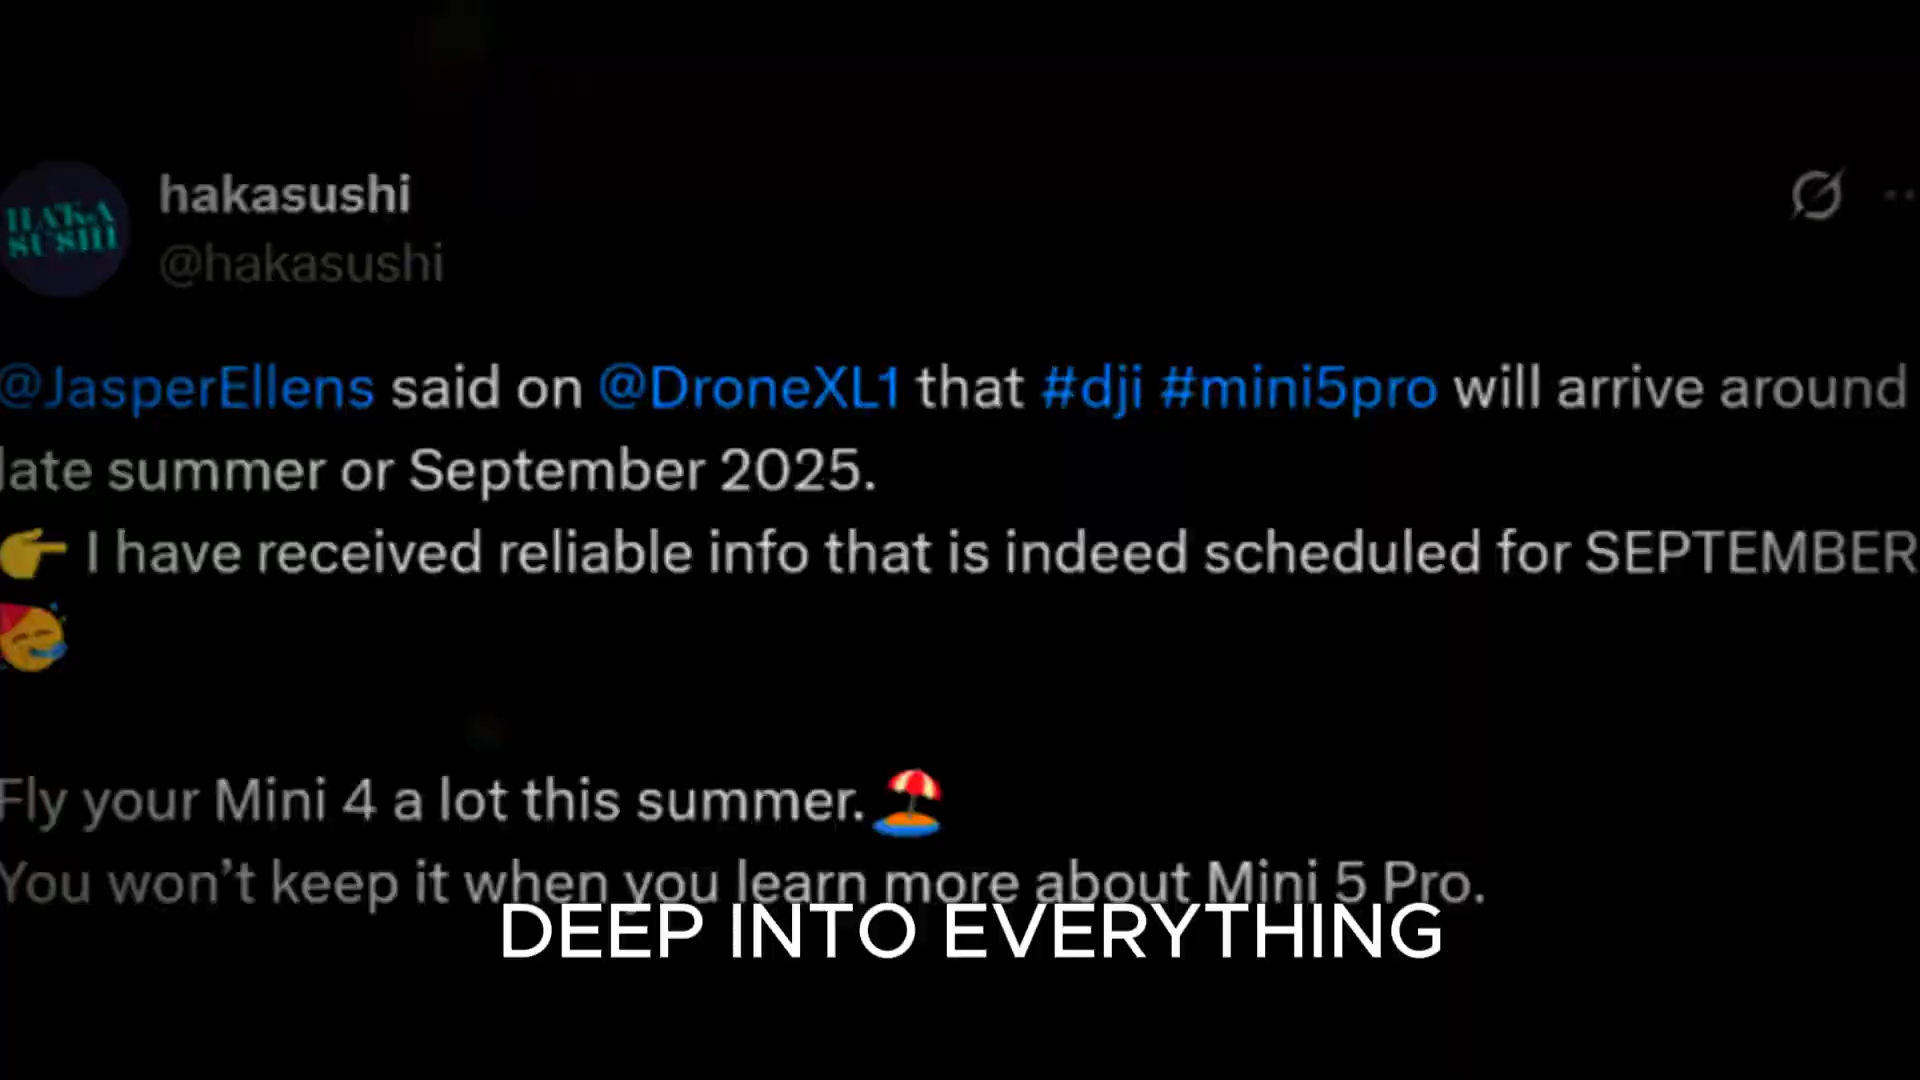 HAKA
SUSHI
hakasushi
@hakasushi
@JasperEllens said on @DroneXL1 that #dji #mini5pro will arrive around
late summer or September 2025.
👉 I have received reliable info that is indeed scheduled for SEPTEMBER
🥳
Fly your Mini 4 a lot this summer.🏖️
You won't keep it when you learn more about Mini 5 Pro.
DEEP INTO EVERYTHING